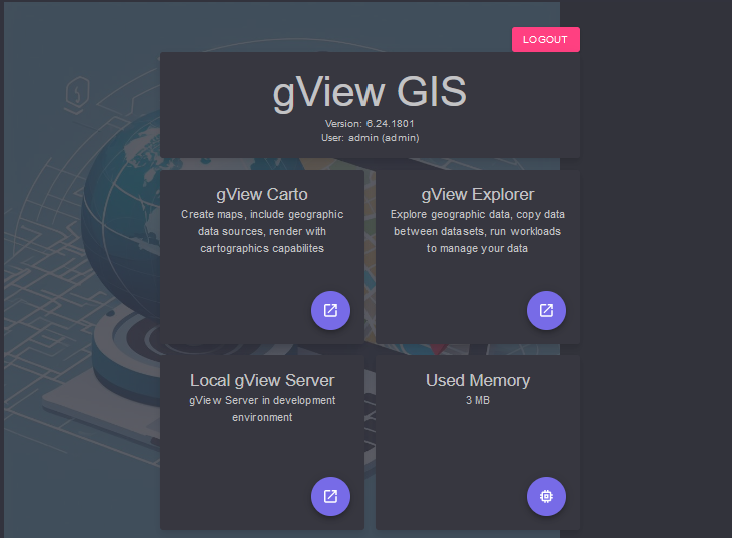 LOGOUT
gView GIS
Version: 6.24.1801
User: admin (admin)
gView Carto
Create maps, include geographic
data sources, render with
cartographics capabilites
gView Explorer
Explore geographic data, copy data
between datasets, run workloads
to manage your data
Local gView Server
gView Server in development
environment
Used Memory
3 MB